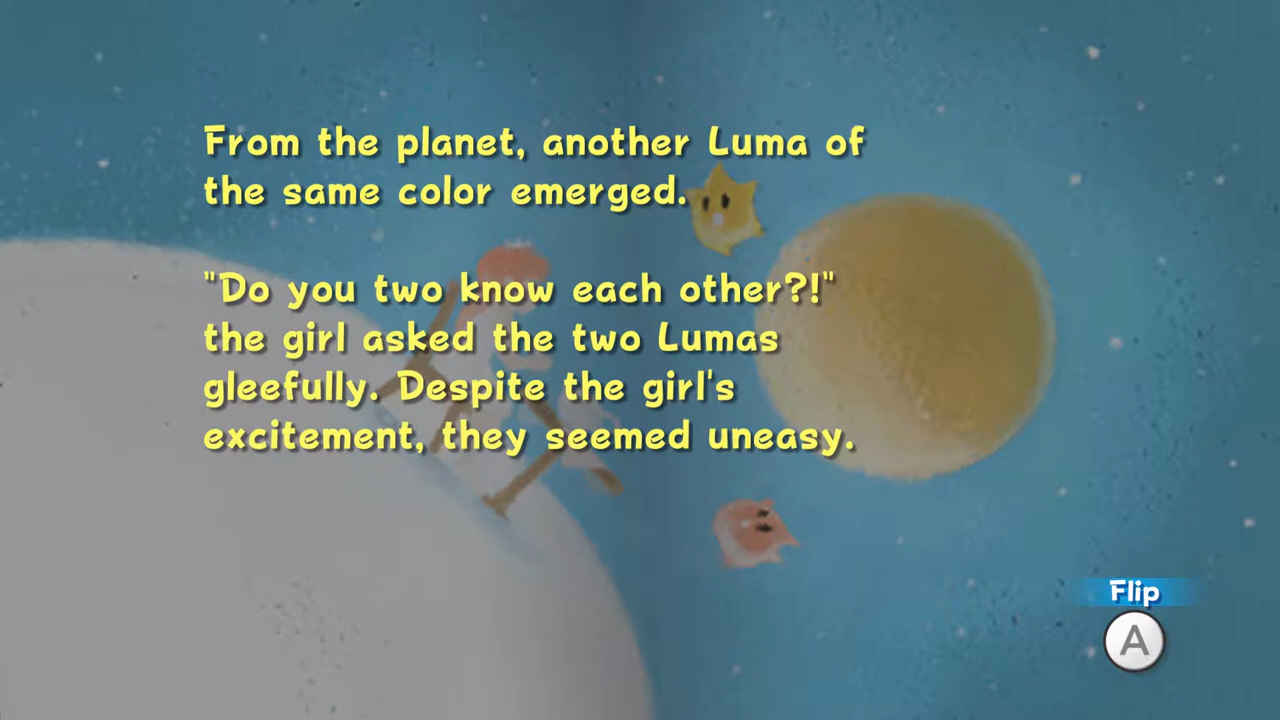 From the planet, another Luma of
the same color emerged.
"Do you two know each other?!"
the girl asked the two Lumas
gleefully. Despite the girl's
excitement, they seemed uneasy.
Flip
A